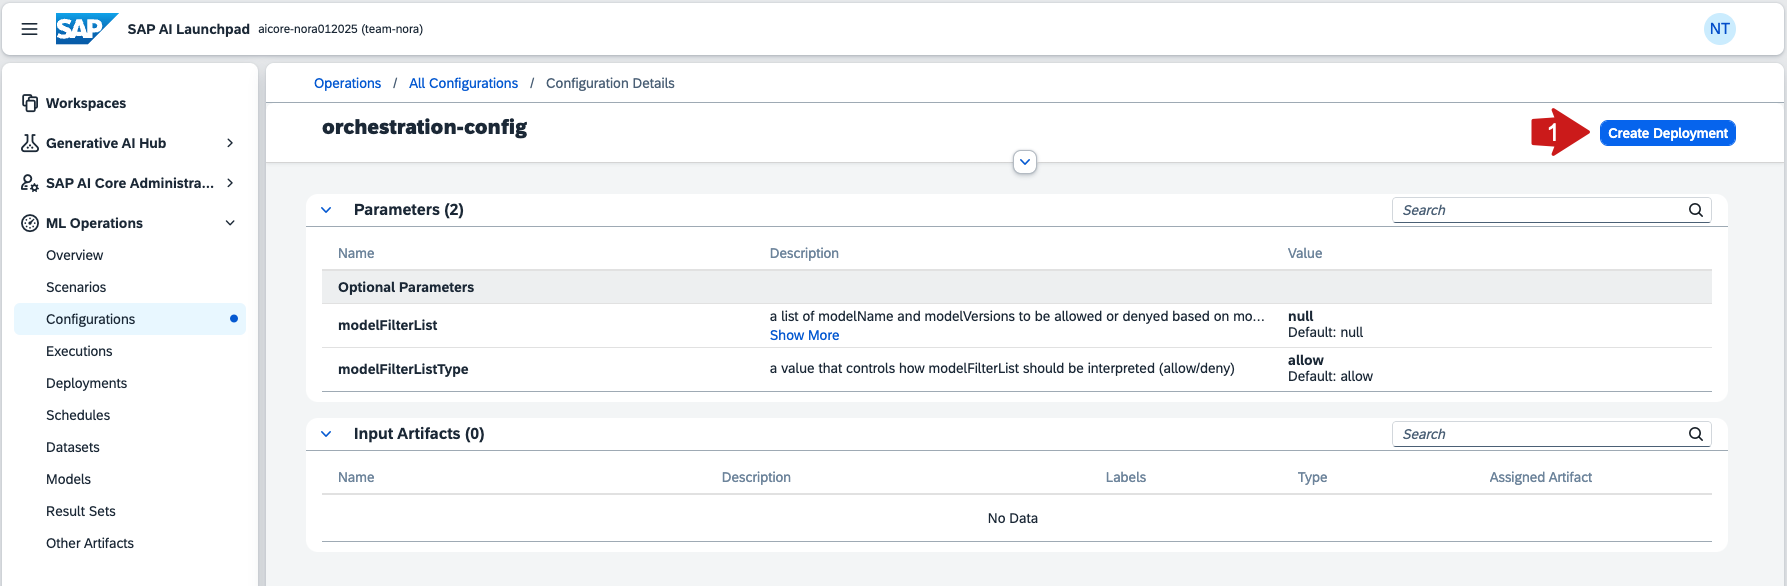 SAP SAP AI Launchpad aicore-nora012025 (team-nora) NT
Workspaces
Generative AI Hub
SAP AI Core Administra...
ML Operations
Overview
Scenarios
Configurations
Executions
Deployments
Schedules
Datasets
Models
Result Sets
Other Artifacts
Operations / All Configurations / Configuration Details
orchestration-config
1 Create Deployment
Parameters (2) Search
Name Description Value
Optional Parameters
modelFilterList a list of modelName and modelVersions to be allowed or denied based on mo... null
Show More Default: null
modelFilterListType a value that controls how modelFilterList should be interpreted (allow/deny) allow
Default: allow
Input Artifacts (0) Search
Name Description Labels Type Assigned Artifact
No Data